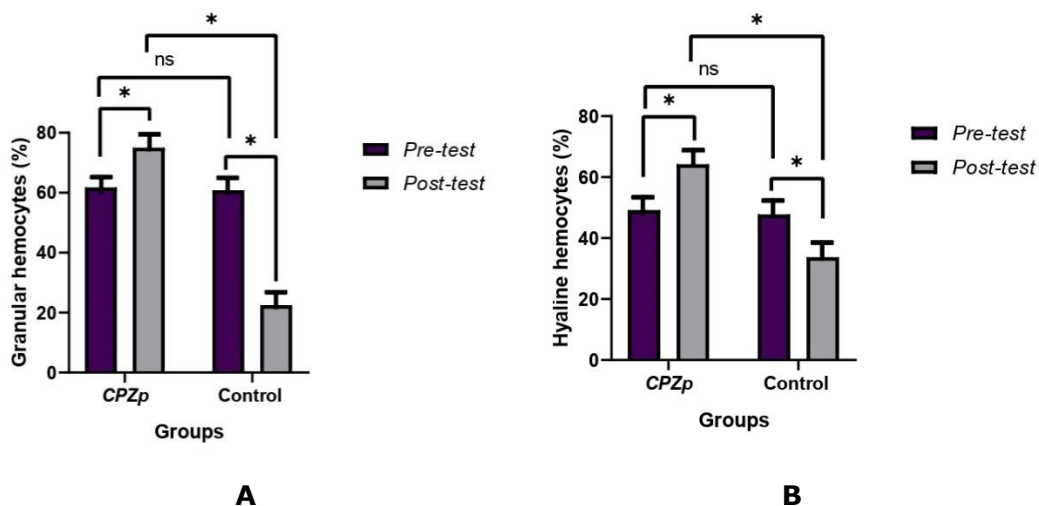 *
ns
*
*
80
60
40
20
0
Granular hemocytes (%)
CPZp
Control
Groups
Pre-test
Post-test
A
*
ns
*
*
80
60
40
20
0
Hyaline hemocytes (%)
CPZp
Control
Groups
Pre-test
Post-test
B